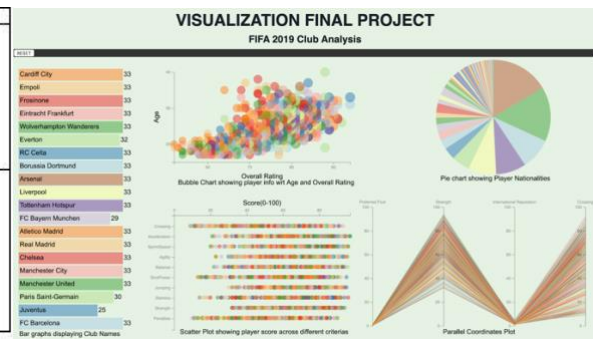 VISUALIZATION FINAL PROJECT
FIFA 2019 Club Analysis
RESET
Cardiff City 33
Empoli 33
Frosinone 33
Eintracht Frankfurt 33
Wolverhampton Wanderers 33
Everton 32
RC Celta 33
Borussia Dortmund 33
Arsenal 33
Liverpool 33
Tottenham Hotspur 33
FC Bayern Munchen 29
Atletico Madrid 33
Real Madrid 33
Chelsea 33
Manchester City 33
Manchester United 33
Paris Saint-Germain 30
Juventus 25
FC Barcelona 33
Bar graphs displaying Club Names
Age
Overall Rating
Bubble Chart showing player info wrt Age and Overall Rating
Pie chart showing Player Nationalities
Score(0-100)
Scatter Plot showing player score across different criterias
Preferred Foot
Strength
International Reputation
Parallel Coordinates Plot